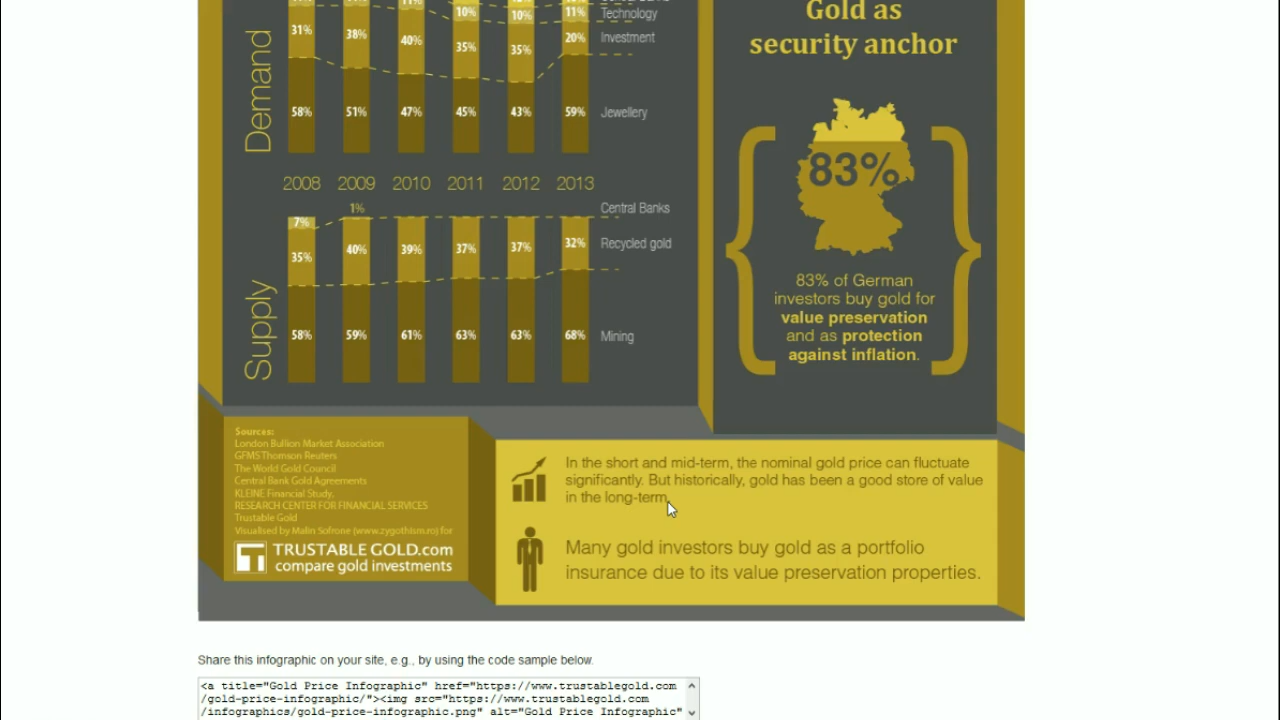 Gold as
security anchor
Demand
11%
10%
10%
11%
Technology
31%
38%
40%
35%
35%
20%
Investment
58%
51%
47%
45%
43%
59%
Jewellery
2008 2009 2010 2011 2012 2013
Supply
1%
Central Banks
7%
35%
40%
39%
37%
37%
32%
Recycled gold
58%
59%
61%
63%
63%
68%
Mining
83%
83% of German
investors buy gold for
value preservation
and as protection
against inflation.
Sources:
London Bullion Market Association
GFMS Thomson Reuters
The World Gold Council
Central Bank Gold Agreements
KLEINE Financial Study,
RESEARCH CENTER FOR FINANCIAL SERVICES
Trustable Gold
Visualised by Malin Sofrone (www.zygothism.ro) for
TRUSTABLE GOLD.com
compare gold investments
In the short and mid-term, the nominal gold price can fluctuate
significantly. But historically, gold has been a good store of value
in the long-term.
Many gold investors buy gold as a portfolio
insurance due to its value preservation properties.
Share this infographic on your site, e.g., by using the code sample below.
<a title="Gold Price Infographic" href="https://www.trustablegold.com
/gold-price-infographic/"><img src="https://www.trustablegold.com
/infographics/gold-price-infographic.png" alt="Gold Price Infographic"